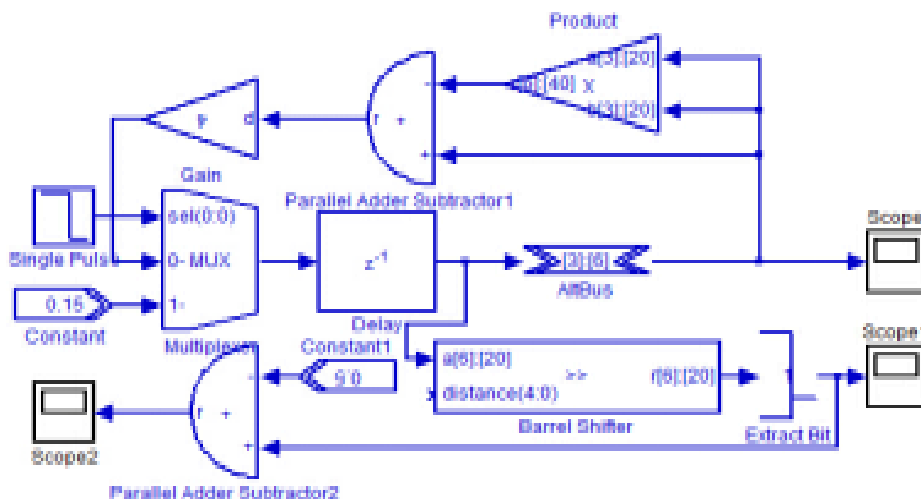 Product
a[3]:[20]
[40] x
b[3]:[20]
r +
d
Gain
Parallel Adder Subtractor1
Scope
sel(0:0)
Single Pulse
0- MUX
z-1
[3]:[6]
AltBus
0.15
1-
Constant
Delay
Scope
Multiplexer
Constant1
a[6]:[20]
>>
r[6]:[20]
distance(4:0)
r +
Barrel Shifter
Extract Bit
Scope2
Parallel Adder Subtractor2